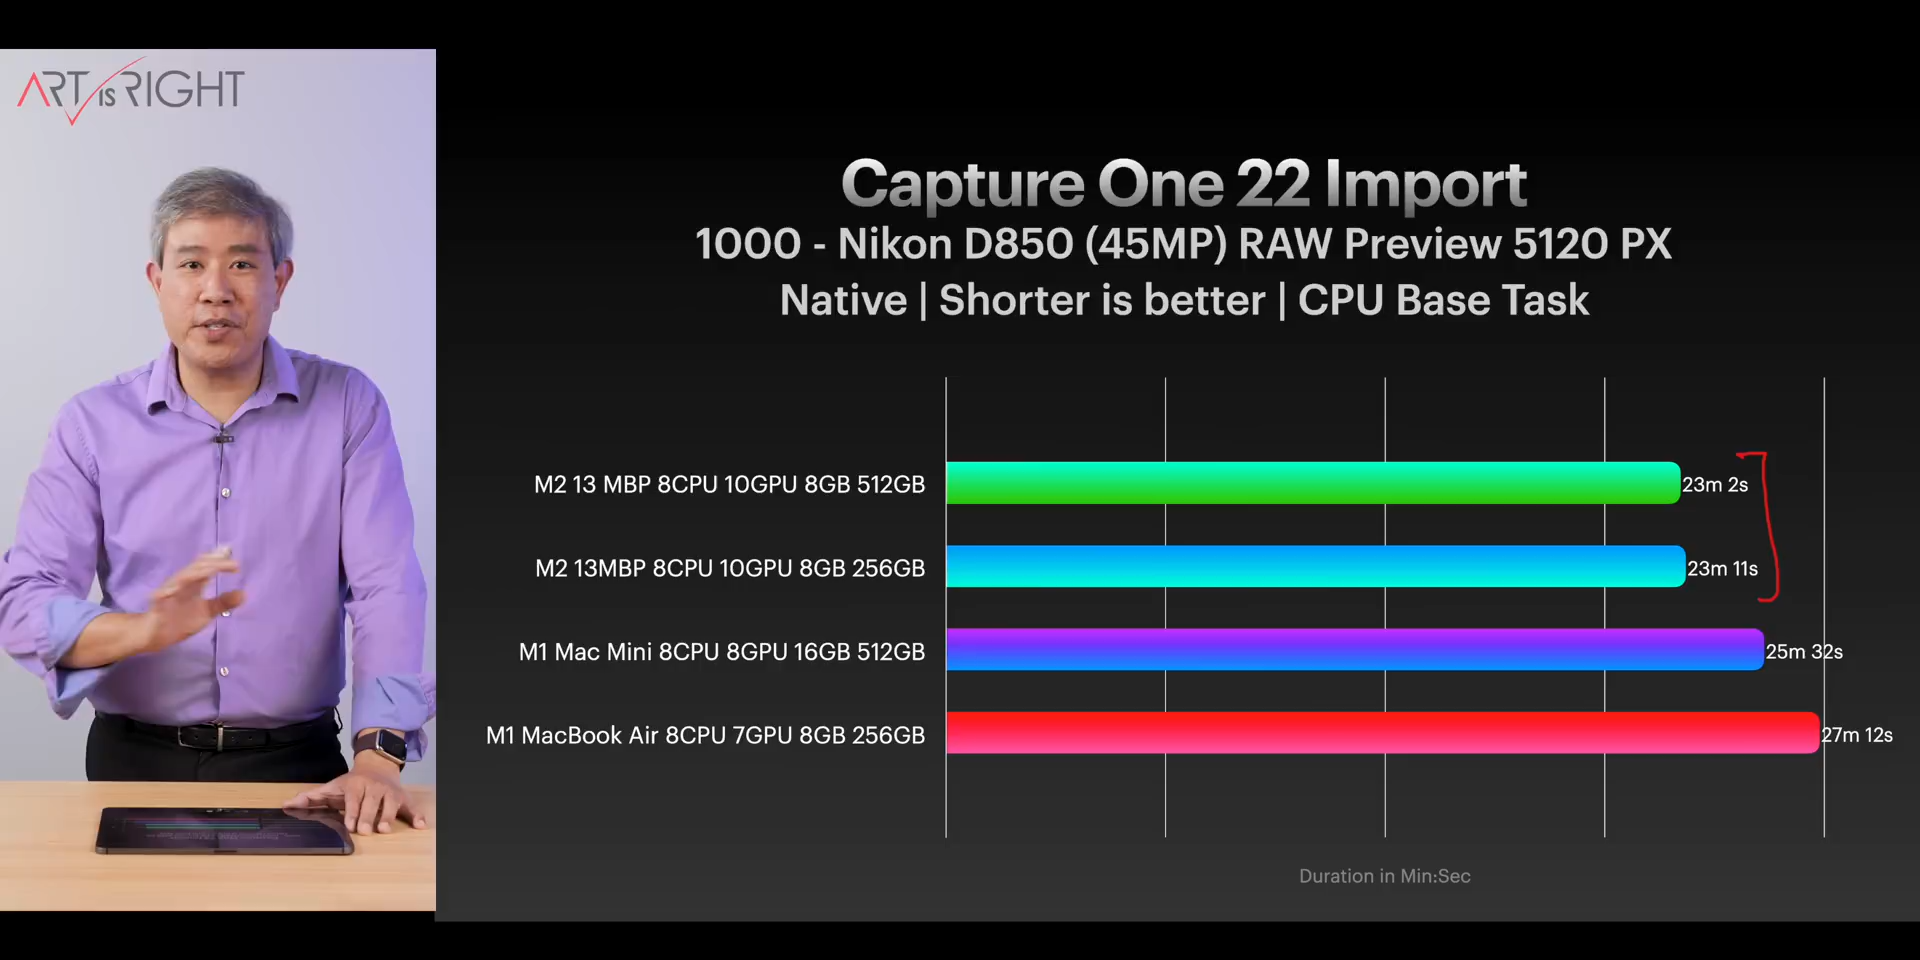 ART IS RIGHT
Capture One 22 Import
1000 - Nikon D850 (45MP) RAW Preview 5120 PX
Native | Shorter is better | CPU Base Task
M2 13 MBP 8CPU 10GPU 8GB 512GB
23m 2s
M2 13MBP 8CPU 10GPU 8GB 256GB
23m 11s
M1 Mac Mini 8CPU 8GPU 16GB 512GB
25m 32s
M1 MacBook Air 8CPU 7GPU 8GB 256GB
27m 12s
Duration in Min:Sec